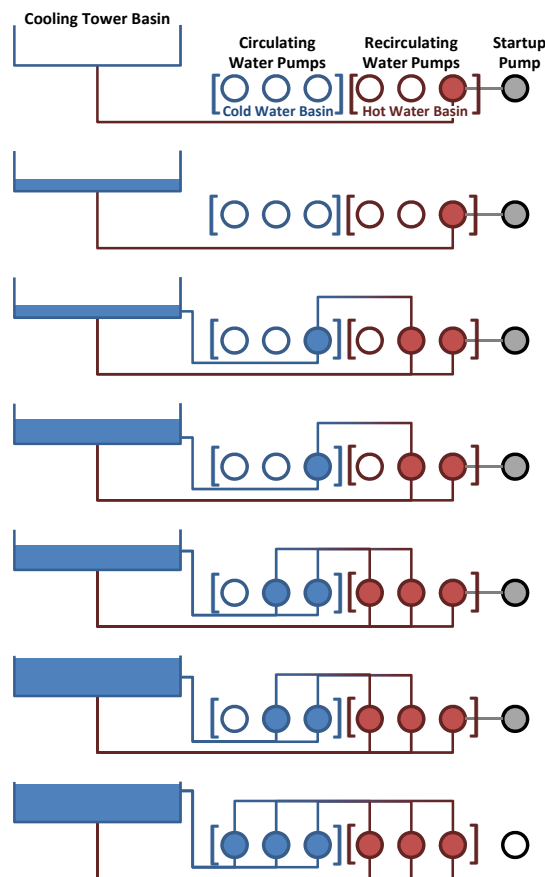 Cooling Tower Basin
Circulating
Water Pumps
Recirculating
Water Pumps
Startup
Pump
Cold Water Basin
Hot Water Basin